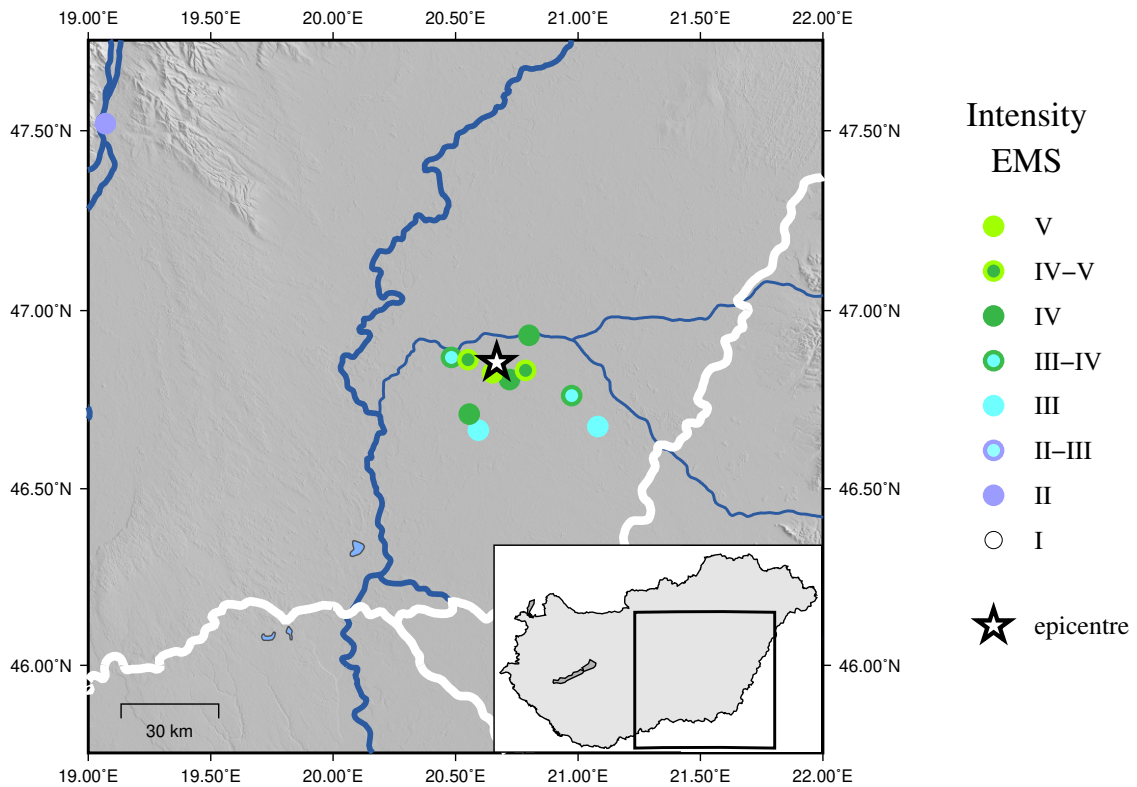 19.00°E 19.50°E 20.00°E 20.50°E 21.00°E 21.50°E 22.00°E
47.50°N 47.50°N
47.00°N 47.00°N
46.50°N 46.50°N
46.00°N 46.00°N
30 km
19.00°E 19.50°E 20.00°E 20.50°E 21.00°E 21.50°E 22.00°E
Intensity
EMS
V
IV–V
IV
III–IV
III
II–III
II
I
epicentre